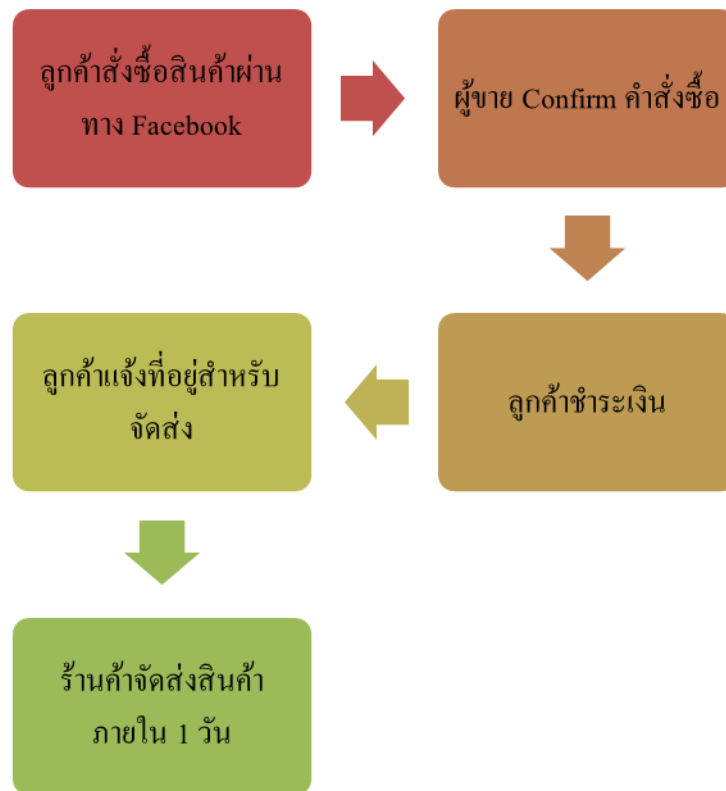 ลูกค้าสั่งซื้อสินค้าผ่าน
ทาง Facebook
ผู้ขาย Confirm คำสั่งซื้อ
ลูกค้าชำระเงิน
ลูกค้าแจ้งที่อยู่สำหรับ
จัดส่ง
ร้านค้าจัดส่งสินค้า
ภายใน 1 วัน